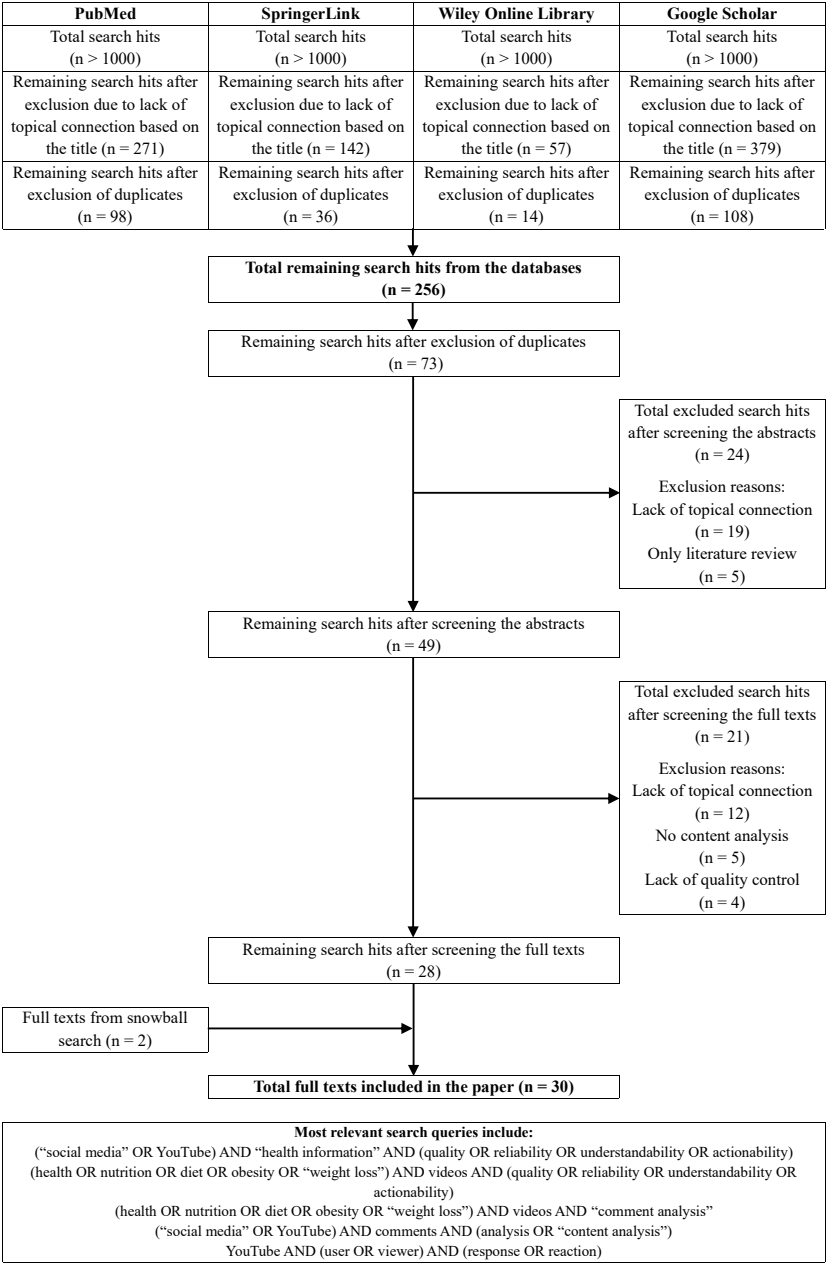 PubMed
SpringerLink
Wiley Online Library
Google Scholar
Total search hits
(n > 1000)
Total search hits
(n > 1000)
Total search hits
(n > 1000)
Total search hits
(n > 1000)
Remaining search hits after
exclusion due to lack of
topical connection based on
the title (n = 271)
Remaining search hits after
exclusion due to lack of
topical connection based on
the title (n = 142)
Remaining search hits after
exclusion due to lack of
topical connection based on
the title (n = 57)
Remaining search hits after
exclusion due to lack of
topical connection based on
the title (n = 379)
Remaining search hits after
exclusion of duplicates
(n = 98)
Remaining search hits after
exclusion of duplicates
(n = 36)
Remaining search hits after
exclusion of duplicates
(n = 14)
Remaining search hits after
exclusion of duplicates
(n = 108)
Total remaining search hits from the databases
(n = 256)
Remaining search hits after exclusion of duplicates
(n = 73)
Total excluded search hits
after screening the abstracts
(n = 24)
Exclusion reasons:
Lack of topical connection
(n = 19)
Only literature review
(n = 5)
Remaining search hits after screening the abstracts
(n = 49)
Total excluded search hits
after screening the full texts
(n = 21)
Exclusion reasons:
Lack of topical connection
(n = 12)
No content analysis
(n = 5)
Lack of quality control
(n = 4)
Remaining search hits after screening the full texts
(n = 28)
Full texts from snowball
search (n = 2)
Total full texts included in the paper (n = 30)
Most relevant search queries include:
(“social media” OR YouTube) AND “health information” AND (quality OR reliability OR understandability OR actionability)
(health OR nutrition OR diet OR obesity OR “weight loss”) AND videos AND (quality OR reliability OR understandability OR
actionability)
(health OR nutrition OR diet OR obesity OR “weight loss”) AND videos AND “comment analysis”
(“social media” OR YouTube) AND comments AND (analysis OR “content analysis”)
YouTube AND (user OR viewer) AND (response OR reaction)